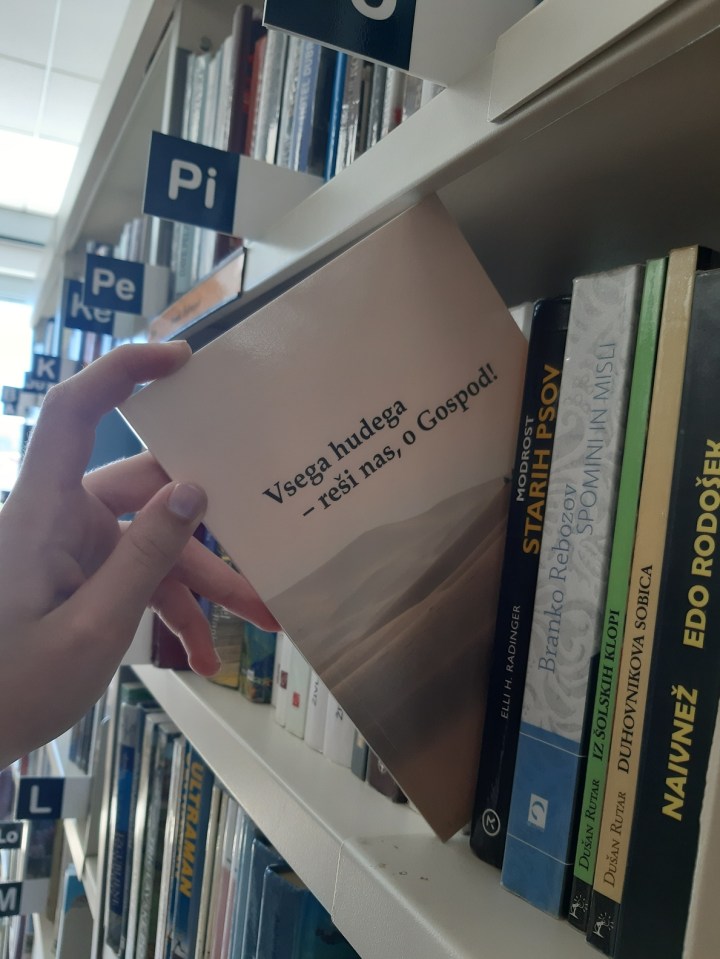 Pi
Pe
Ke
K
Vsega hudega
– reši nas, o Gospod!
MODROST
STARIH PSOV
ELLI H. RADINGER
Branko Rebozov
SPOMINI IN MISLI
DUŠAN RUTAR
IZ ŠOLSKIH KLOPI
DUŠAN RUTAR
DUHOVNIKOVA SOBICA
NAIVNEŽ
EDO RODOŠEK
L
Lo
M
ULTRAMAN